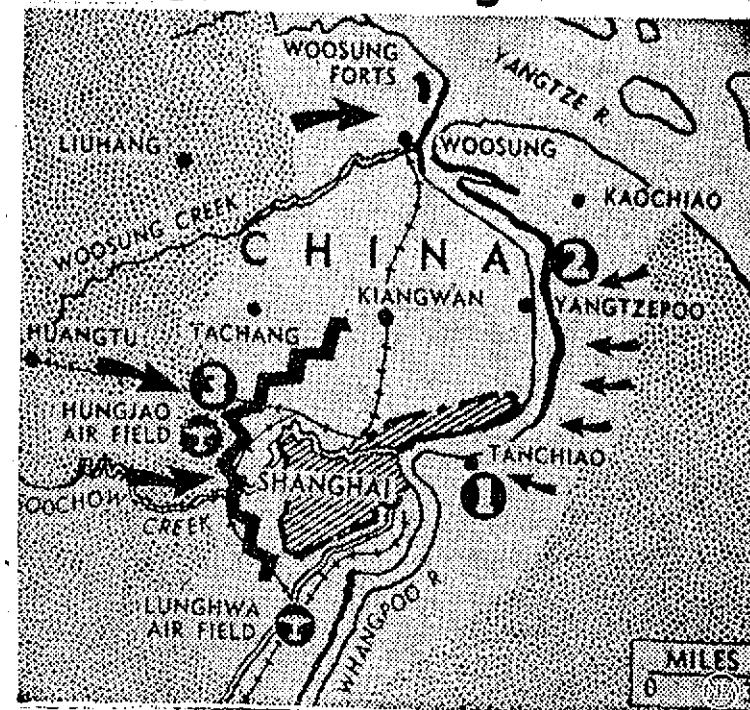 WOOSUNG
FORTS
YANGTZE R.
LIUHANG
WOOSUNG
KAOCHIAO
WOOSUNG CREEK
CHINA
2
KIANGWAN
YANGTZEPOO
HUANGTU
TACHANG
3
HUNGJAO
AIR FIELD
TANCHIAO
SHANGHAI
1
OOCHOW
CREEK
LUNGHWA
AIR FIELD
WHANGPOO R.
MILES
0